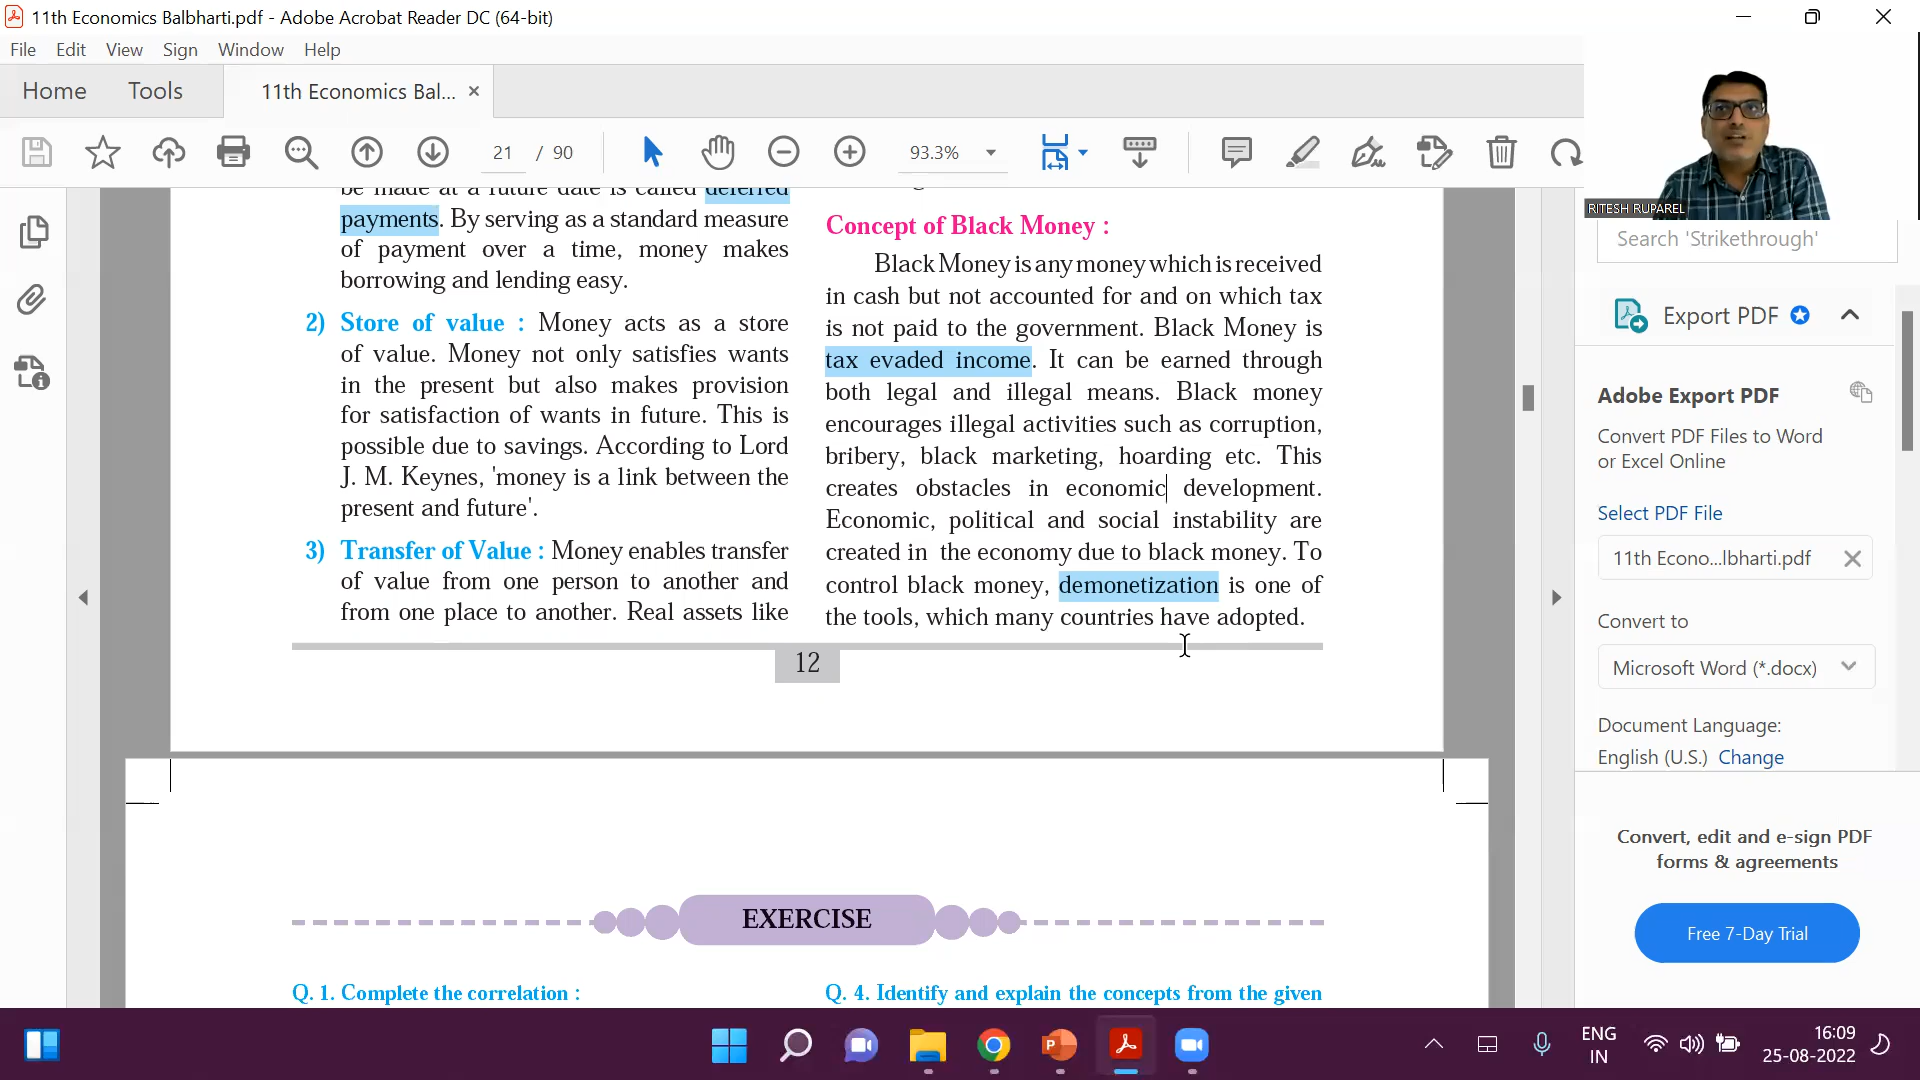 11th Economics Balbharti.pdf - Adobe Acrobat Reader DC (64-bit)
File Edit View Sign Window Help
Home Tools 11th Economics Bal... ×
21 / 90 93.3%
RITESH RUPAREL
be made at a future date is called deferred
payments. By serving as a standard measure
of payment over a time, money makes
borrowing and lending easy.
2) Store of value : Money acts as a store
of value. Money not only satisfies wants
in the present but also makes provision
for satisfaction of wants in future. This is
possible due to savings. According to Lord
J. M. Keynes, 'money is a link between the
present and future'.
3) Transfer of Value : Money enables transfer
of value from one person to another and
from one place to another. Real assets like
Concept of Black Money :
Black Money is any money which is received
in cash but not accounted for and on which tax
is not paid to the government. Black Money is
tax evaded income. It can be earned through
both legal and illegal means. Black money
encourages illegal activities such as corruption,
bribery, black marketing, hoarding etc. This
creates obstacles in economic development.
Economic, political and social instability are
created in the economy due to black money. To
control black money, demonetization is one of
the tools, which many countries have adopted.
12
EXERCISE
Q. 1. Complete the correlation :
Q. 4. Identify and explain the concepts from the given
Search 'Strikethrough'
Export PDF
Adobe Export PDF
Convert PDF Files to Word
or Excel Online
Select PDF File
11th Econo...lbharti.pdf
Convert to
Microsoft Word (*.docx)
Document Language:
English (U.S.) Change
Convert, edit and e-sign PDF
forms & agreements
Free 7-Day Trial
ENG
IN
16:09
25-08-2022